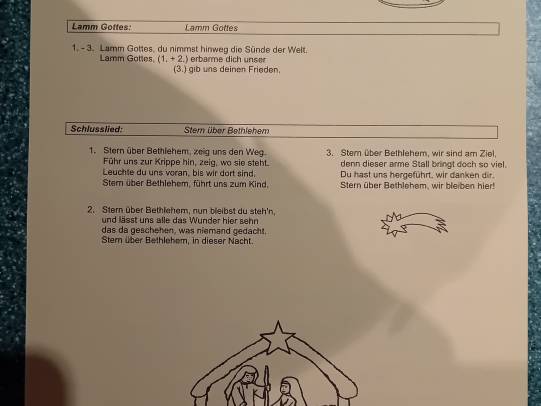 Lamm Gottes: Lamm Gottes
1. - 3. Lamm Gottes, du nimmst hinweg die Sünde der Welt.
Lamm Gottes, (1. + 2.) erbarme dich unser
(3.) gib uns deinen Frieden.
Schlusslied: Stern über Bethlehem
1. Stern über Bethlehem, zeig uns den Weg.
Führ uns zur Krippe hin, zeig, wo sie steht.
Leuchte du uns voran, bis wir dort sind.
Stern über Bethlehem, führt uns zum Kind.
2. Stern über Bethlehem, nun bleibst du steh'n,
und lässt uns alle das Wunder hier sehn
das da geschehen, was niemand gedacht.
Stern über Bethlehem, in dieser Nacht.
3. Stern über Bethlehem, wir sind am Ziel,
denn dieser arme Stall bringt doch so viel.
Du hast uns hergeführt, wir danken dir.
Stern über Bethlehem, wir bleiben hier!